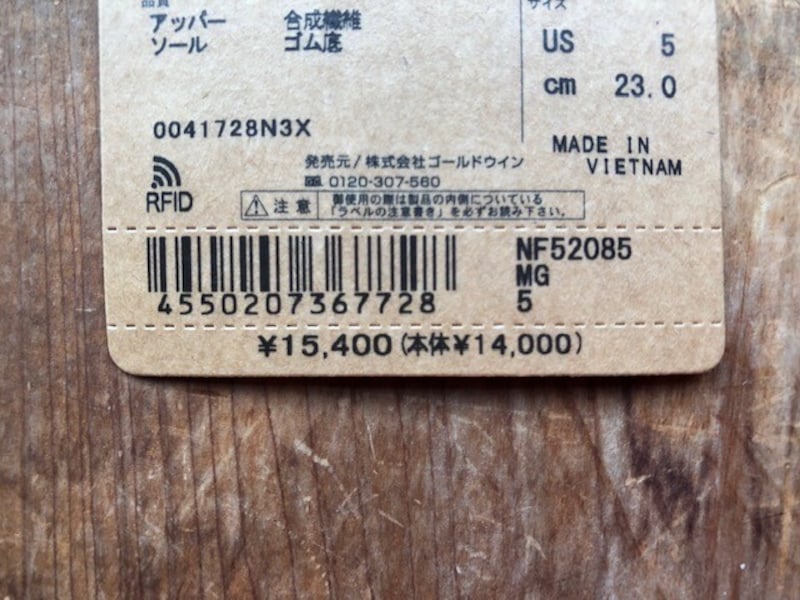 品質
サイズ
アッパー 合成繊維
ソール ゴム底
US 5
cm 23.0
0041728N3X
MADE IN
VIETNAM
発売元/株式会社ゴールドウイン
0120-307-560
RFID
注意
御使用の際は製品の内側についている
「ラベルの注意書き」を必ずお読み下さい。
4550207367728
NF52085
MG
5
¥15,400(本体¥14,000)